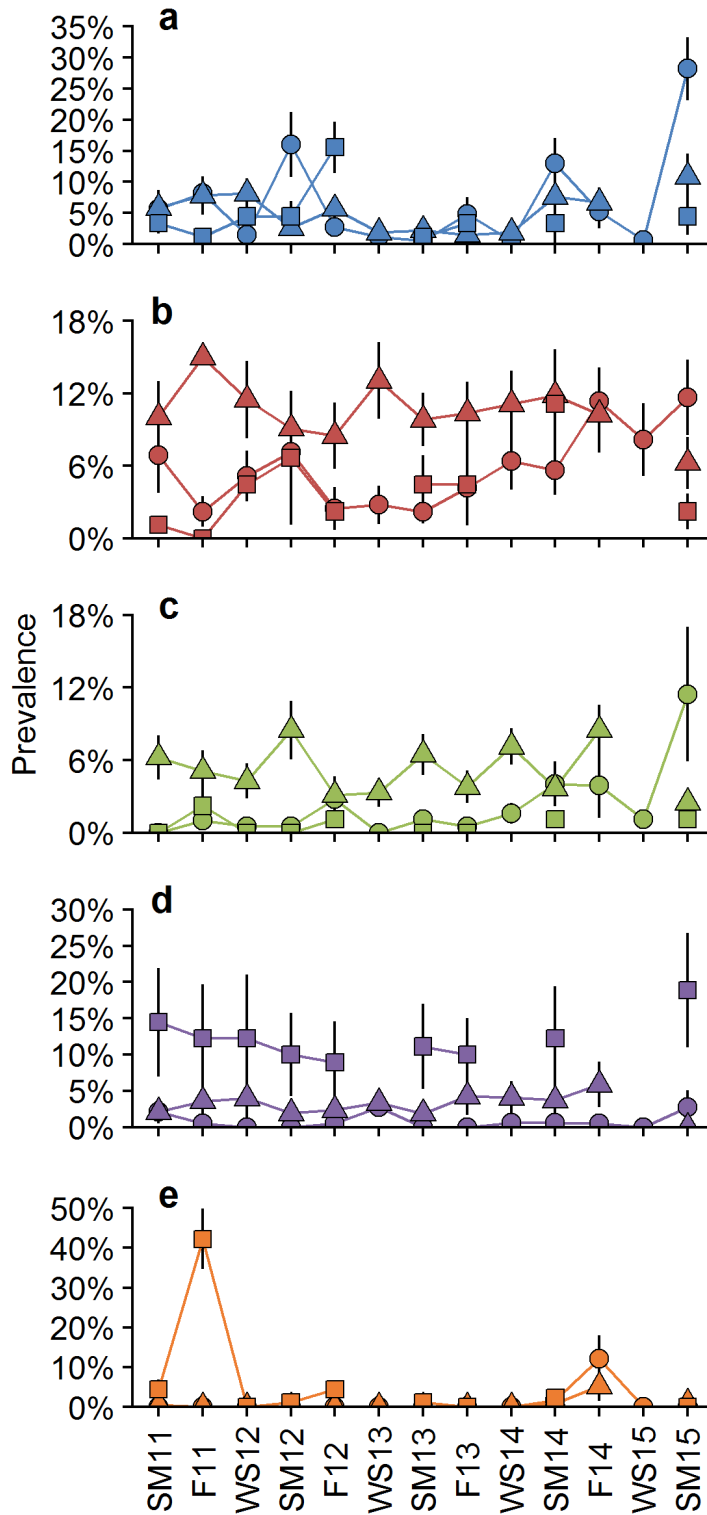 a
35%
30%
25%
20%
15%
10%
5%
0%
b
18%
12%
6%
0%
c
18%
12%
6%
0%
Prevalence
d
30%
25%
20%
15%
10%
5%
0%
e
50%
40%
30%
20%
10%
0%
SM11
F11
WS12
SM12
F12
WS13
SM13
F13
WS14
SM14
F14
WS15
SM15